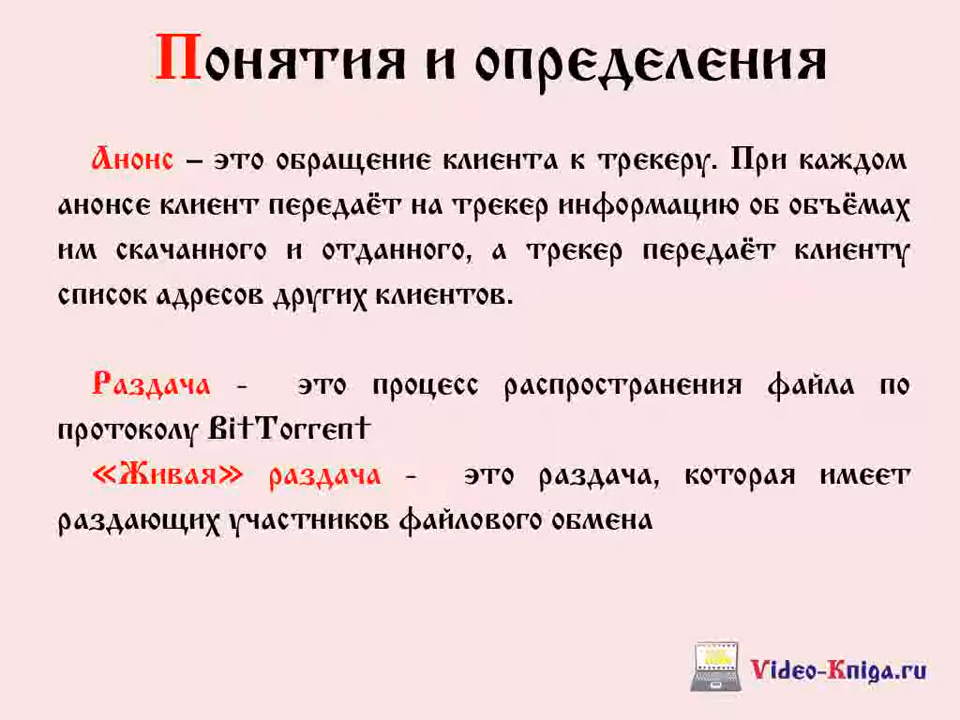 Понятия и определения
Анонс – это обращение клиента к трекеру. При каждом
анонсе клиент передаёт на трекер информацию об объёмах
им скачанного и отданного, а трекер передаёт клиенту
список адресов других клиентов.
Раздача - это процесс распространения файла по
протоколу BitTorrent
«Живая» раздача - это раздача, которая имеет
раздающих участников файлового обмена
Video-Kniga.ru